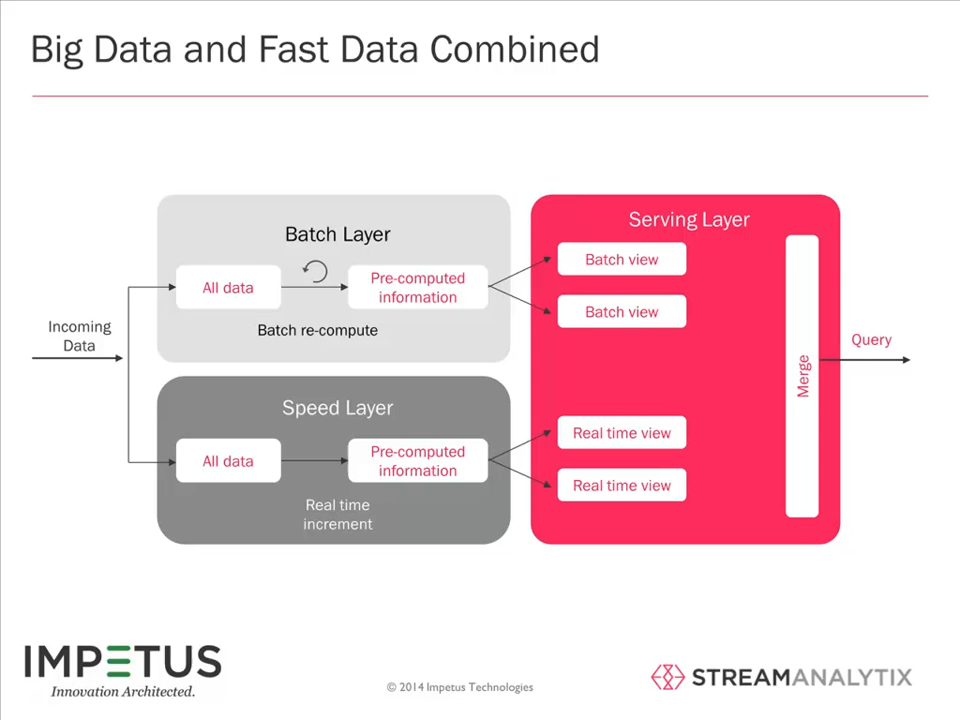 Big Data and Fast Data Combined
Batch Layer
All data
Pre-computed
information
Batch re-compute
Incoming
Data
Speed Layer
All data
Pre-computed
information
Real time
increment
Serving Layer
Batch view
Batch view
Real time view
Real time view
Merge
Query
IMPETUS
Innovation Architected.
© 2014 Impetus Technologies
STREAMANALYTIX